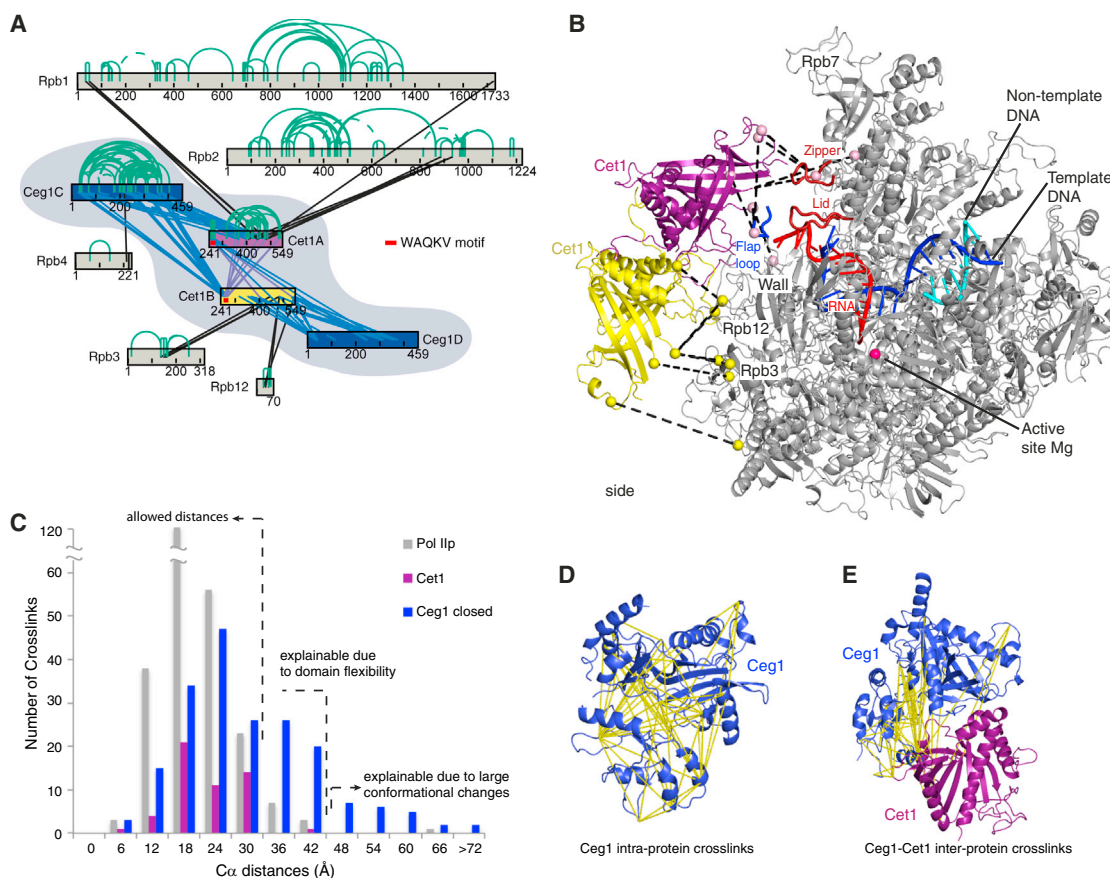 A
Rpb1
1 200 400 600 800 1000 1200 1400 1600 1733
Rpb2
1 200 400 600 800 1000 1224
Ceg1C
1 200 459
Cet1A
241 400 549
WAQKV motif
Rpb4
1 221
Cet1B
241 400 549
Ceg1D
1 200 400 459
Rpb3
1 200 318
Rpb12
70
B
Rpb7
Non-template
DNA
Template
DNA
Zipper
Cet1
Lid
Cet1
Flap
loop
Wall
RNA
Rpb12
Rpb3
Active
site Mg
side
C
allowed distances
Pol IIp
Cet1
Ceg1 closed
explainable due
to domain flexibility
explainable due to large
conformational changes
Number of Crosslinks
120
60
50
40
30
20
10
0
0 6 12 18 24 30 36 42 48 54 60 66 >72
Cα distances (Å)
D
Ceg1
Ceg1 intra-protein crosslinks
E
Ceg1
Cet1
Ceg1-Cet1 inter-protein crosslinks